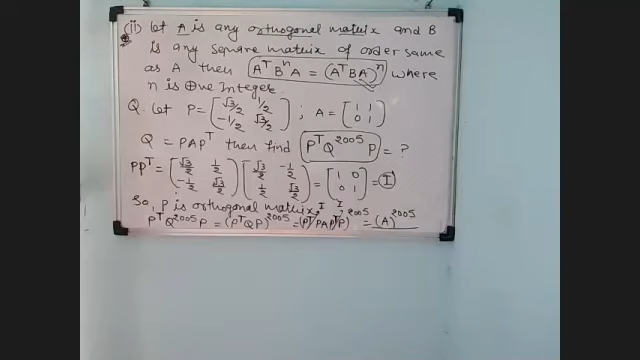 (ii) Let A is any orthogonal matrix and B
is any square matrix of order same
as A then AᵀBⁿA = (AᵀBA)ⁿ where
n is ⊕ve Integer.
Q. Let P = [√3/2 1/2; -1/2 √3/2] ; A = [1 1; 0 1]
Q = PAPᵀ then find PᵀQ²⁰⁰⁵P = ?
PPᵀ = [√3/2 1/2; -1/2 √3/2] [√3/2 -1/2; 1/2 √3/2] = [1 0; 0 1] = I
So, P is orthogonal matrix
I I
PᵀQ²⁰⁰⁵P = (PᵀQP)²⁰⁰⁵ = (PᵀPAPᵀP)²⁰⁰⁵ = (A)²⁰⁰⁵